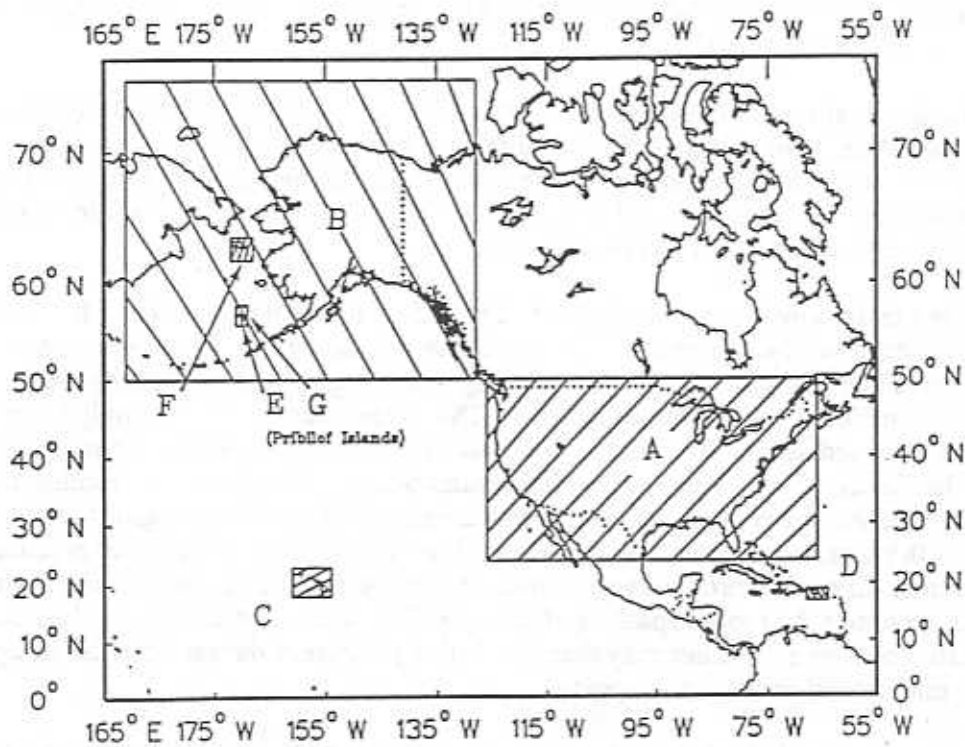 165° E 175° W 155° W 135° W 115° W 95° W 75° W 55° W
70° N 70° N
B
60° N 60° N
50° N 50° N
F E G
(Pribilof Islands)
A
40° N 40° N
30° N 30° N
D
20° N 20° N
C
10° N 10° N
0° 0°
165° E 175° W 155° W 135° W 115° W 95° W 75° W 55° W